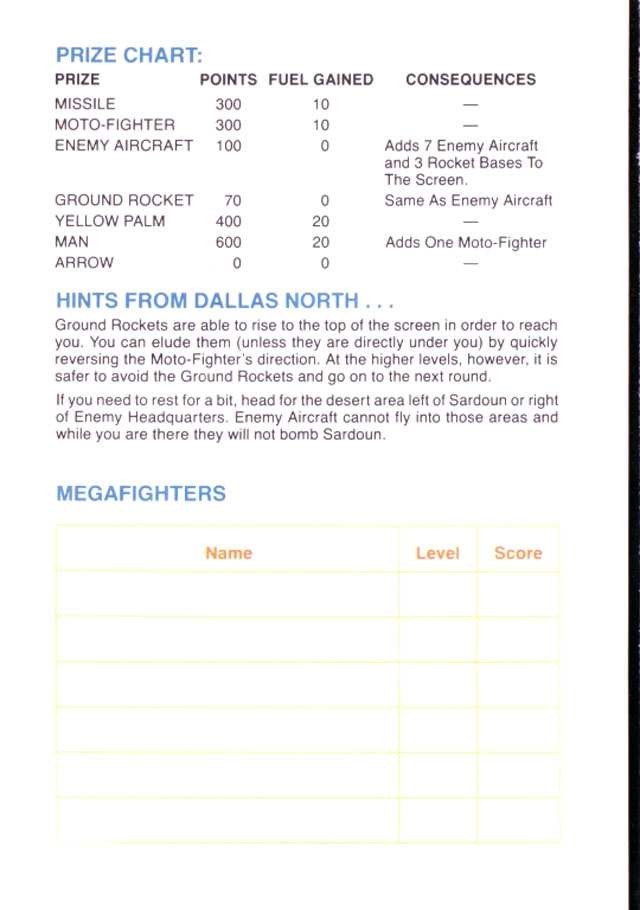 PRIZE CHART:
PRIZE POINTS FUEL GAINED CONSEQUENCES
MISSILE 300 10 —
MOTO-FIGHTER 300 10 —
ENEMY AIRCRAFT 100 0 Adds 7 Enemy Aircraft
and 3 Rocket Bases To
The Screen.
GROUND ROCKET 70 0 Same As Enemy Aircraft
YELLOW PALM 400 20 —
MAN 600 20 Adds One Moto-Fighter
ARROW 0 0 —
HINTS FROM DALLAS NORTH . . .
Ground Rockets are able to rise to the top of the screen in order to reach
you. You can elude them (unless they are directly under you) by quickly
reversing the Moto-Fighter's direction. At the higher levels, however, it is
safer to avoid the Ground Rockets and go on to the next round.
If you need to rest for a bit, head for the desert area left of Sardoun or right
of Enemy Headquarters. Enemy Aircraft cannot fly into those areas and
while you are there they will not bomb Sardoun.
MEGAFIGHTERS
Name Level Score